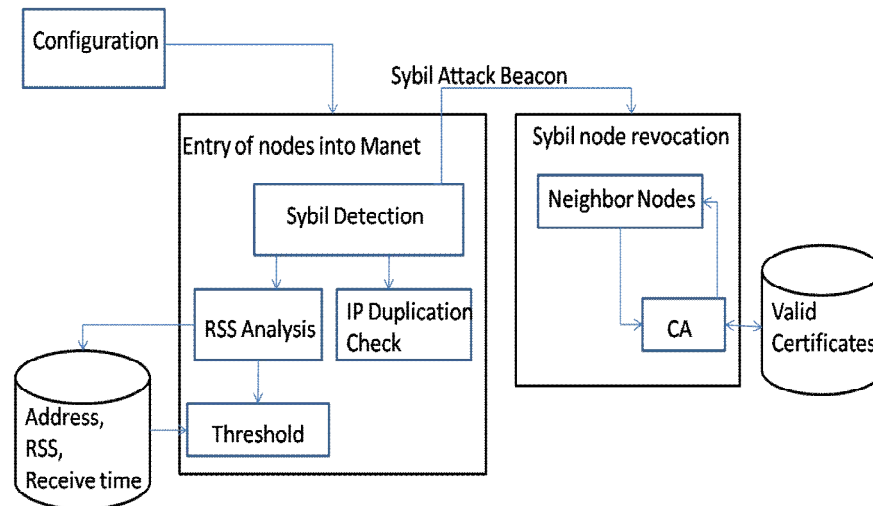 Configuration
Sybil Attack Beacon
Entry of nodes into Manet
Sybil Detection
RSS Analysis
IP Duplication
Check
Threshold
Address,
RSS,
Receive time
Sybil node revocation
Neighbor Nodes
CA
Valid
Certificates